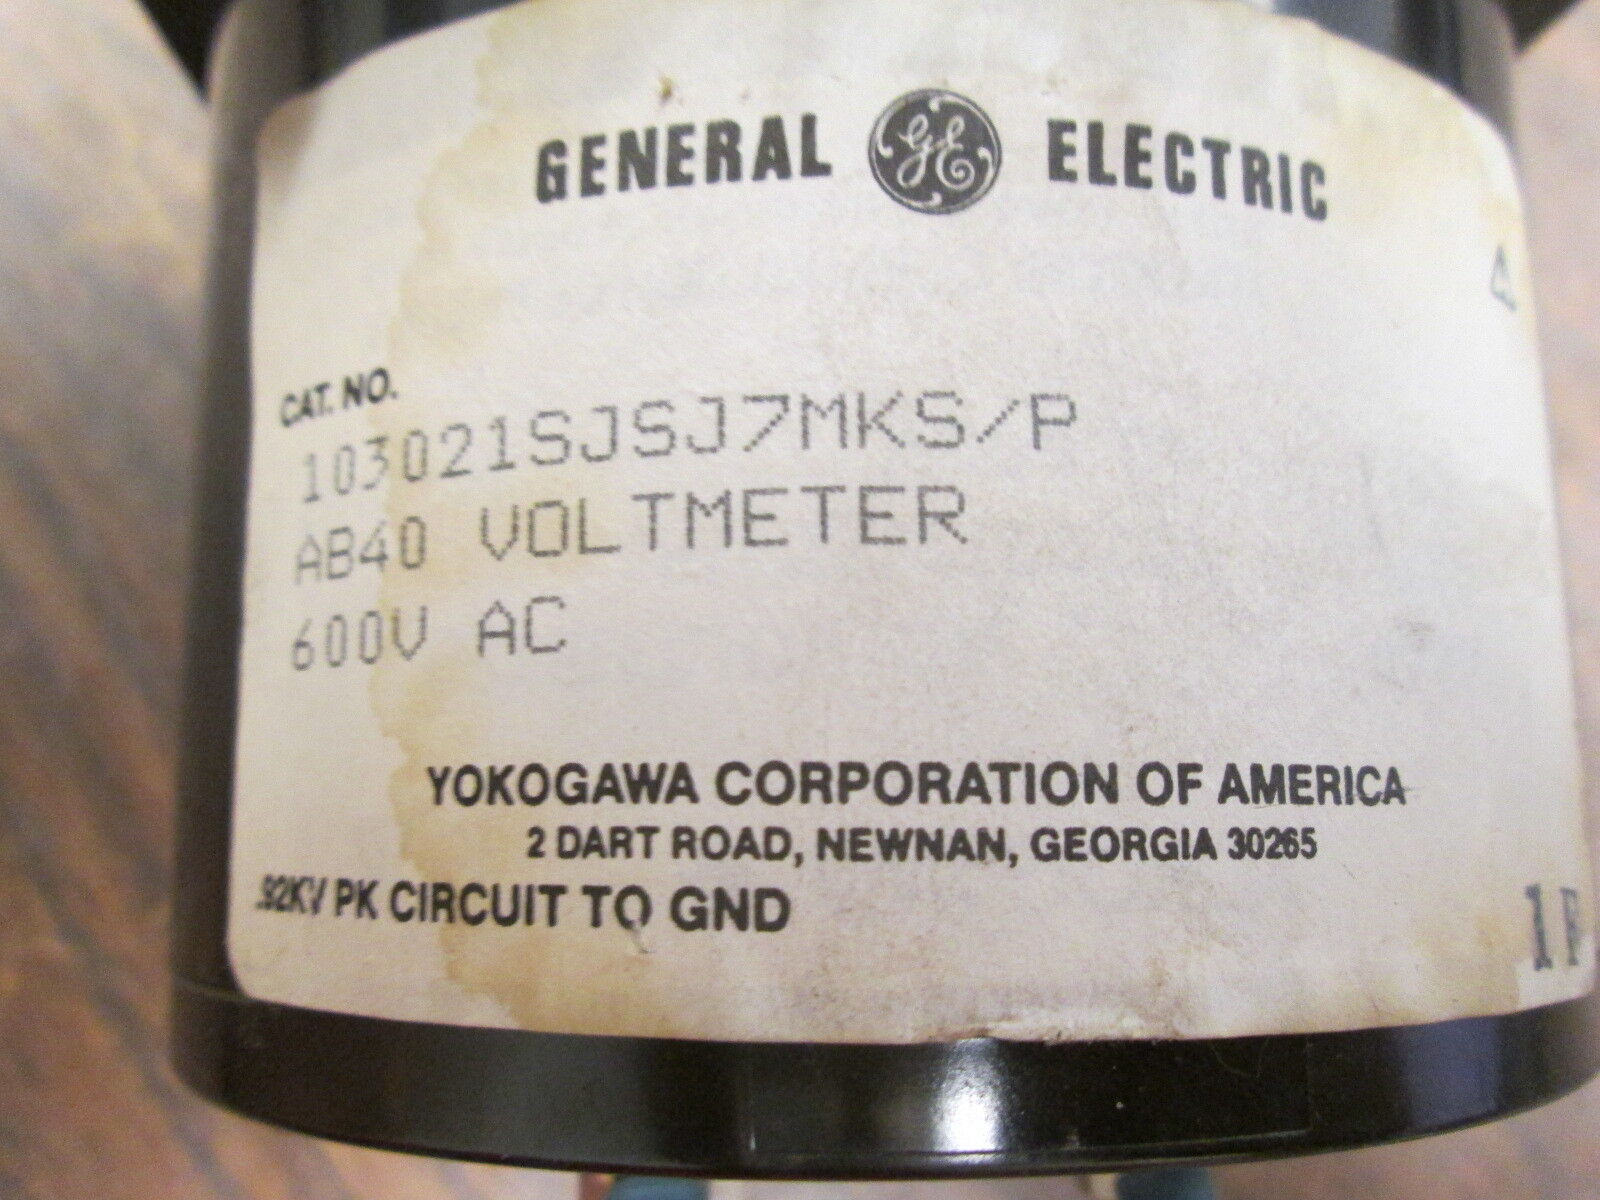 GENERAL GE ELECTRIC
CAT. NO.
103021SJSJ7MKS/P
AB40 VOLTMETER
600V AC
YOKOGAWA CORPORATION OF AMERICA
2 DART ROAD, NEWNAN, GEORGIA 30265
.92KV PK CIRCUIT TO GND